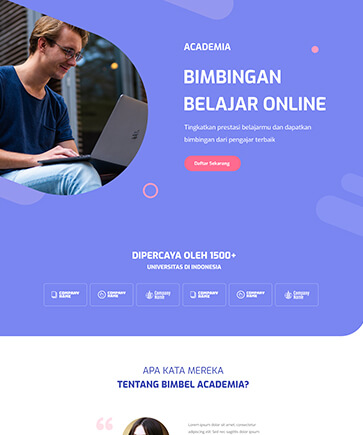 ACADEMIA
BIMBINGAN
BELAJAR ONLINE
Tingkatkan prestasi belajarmu dan dapatkan
bimbingan dari pengajar terbaik
Daftar Sekarang
DIPERCAYA OLEH 1500+
UNIVERSITAS DI INDONESIA
COMPANY NAME
COMPANY NAME
Company Name
COMPANY NAME
COMPANY NAME
Company Name
APA KATA MEREKA
TENTANG BIMBEL ACADEMIA?
Lorem ipsum dolor sit amet, consectetur
adipiscing elit. Sed nec sagittis diam